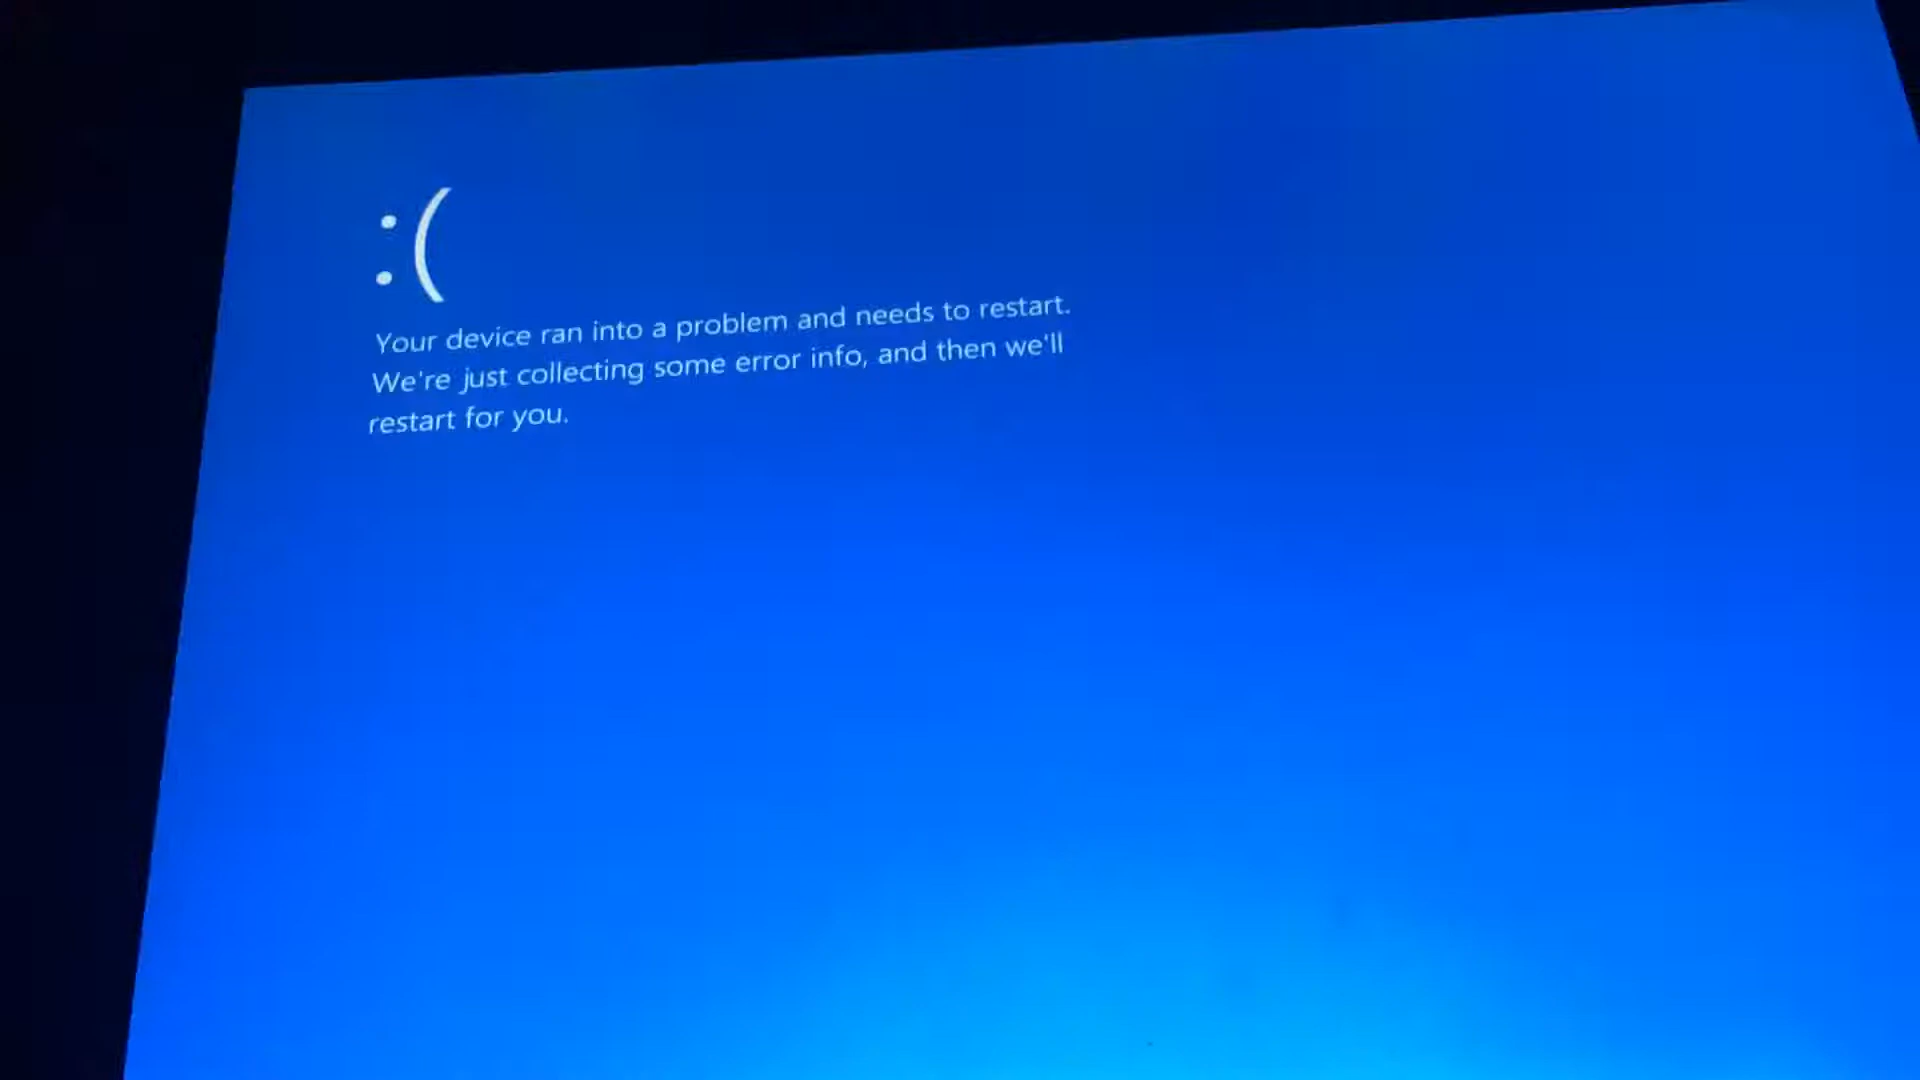 :(
Your device ran into a problem and needs to restart.
We're just collecting some error info, and then we'll
restart for you.